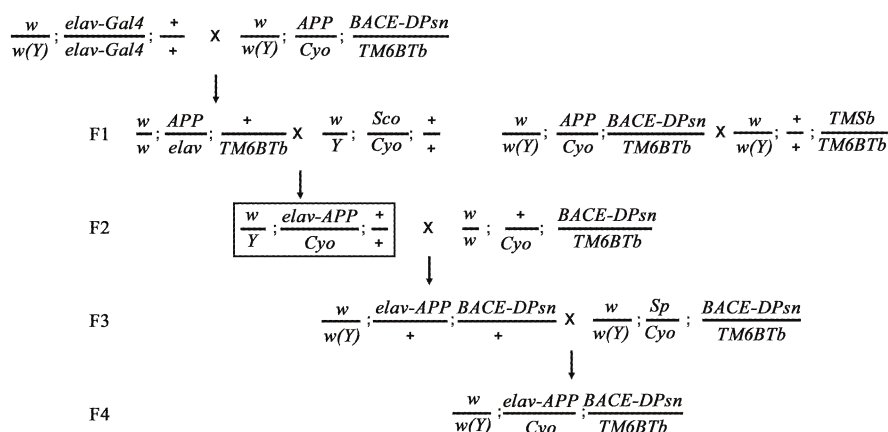 w/w(Y) ; elav-Gal4/elav-Gal4 ; +/+ X w/w(Y) ; APP/Cyo ; BACE-DPsn/TM6BTb
F1 w/w ; APP/elav ; +/TM6BTb X w/Y ; Sco/Cyo ; +/+ w/w(Y) ; APP/Cyo ; BACE-DPsn/TM6BTb X w/w(Y) ; +/+ ; TMSb/TM6BTb
F2 w/Y ; elav-APP/Cyo ; +/+ X w/w ; +/Cyo ; BACE-DPsn/TM6BTb
F3 w/w(Y) ; elav-APP/+ ; BACE-DPsn/+ X w/w(Y) ; Sp/Cyo ; BACE-DPsn/TM6BTb
F4 w/w(Y) ; elav-APP/Cyo ; BACE-DPsn/TM6BTb